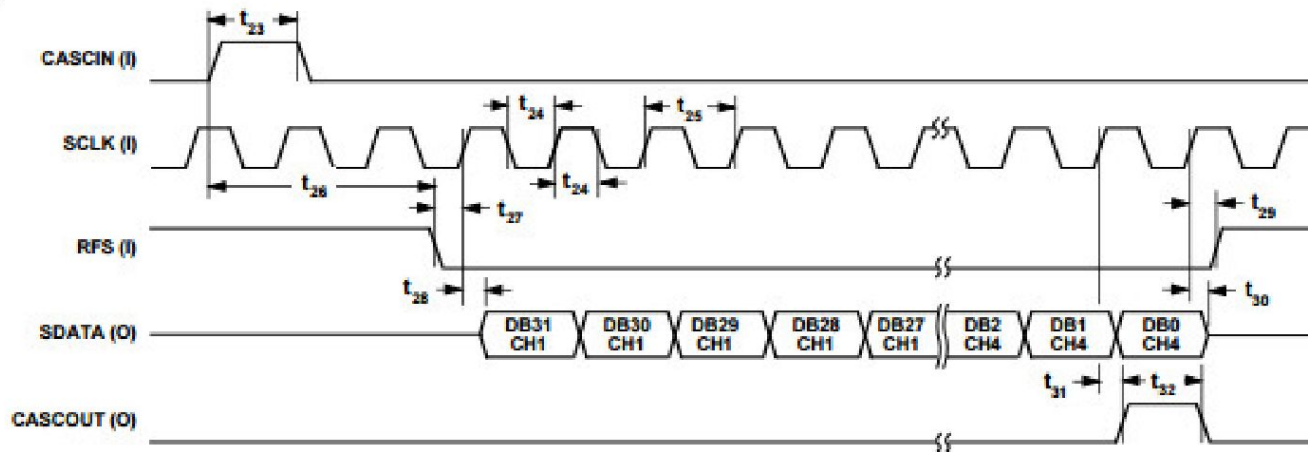 t23
CASCIN (I)
t24
t25
SCLK (I)
t26
t24
t27
t29
RFS (I)
t28
t30
SDATA (O)
DB31 CH1
DB30 CH1
DB29 CH1
DB28 CH1
DB27 CH1
DB2 CH4
DB1 CH4
DB0 CH4
t31
t32
CASCOUT (O)